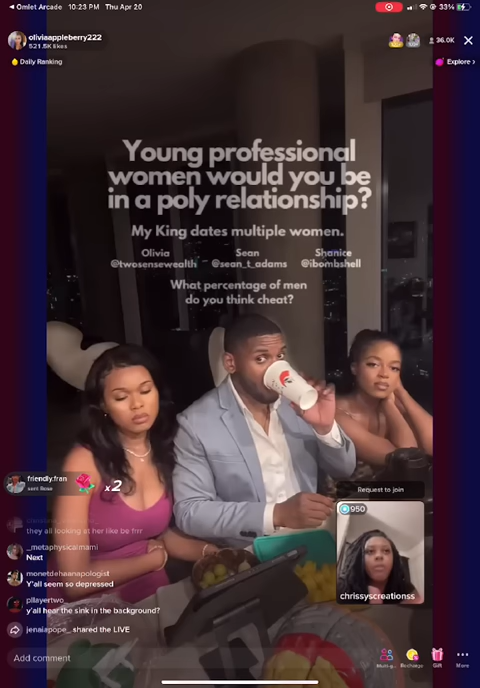 ◄ Omlet Arcade 10:23 PM Thu Apr 20 33%
oliviaappleberry222
521.8K likes
36.0K
Daily Ranking
Explore >
Young professional
women would you be
in a poly relationship?
My King dates multiple women.
Olivia Sean Shanice
@twosensewealth @sean_t_adams @ibombshell
What percentage of men
do you think cheat?
friendly.fran
sent Rose
x2
they all looking at her like be frrr
_metaphysicalmami
Next
monetdehaanapologist
Y'all seem so depressed
pllayertwo_
y'all hear the sink in the background?
jenaiapope_ shared the LIVE
Request to join
950
chrissyscreationss
Add comment
Recharge
Gift
More